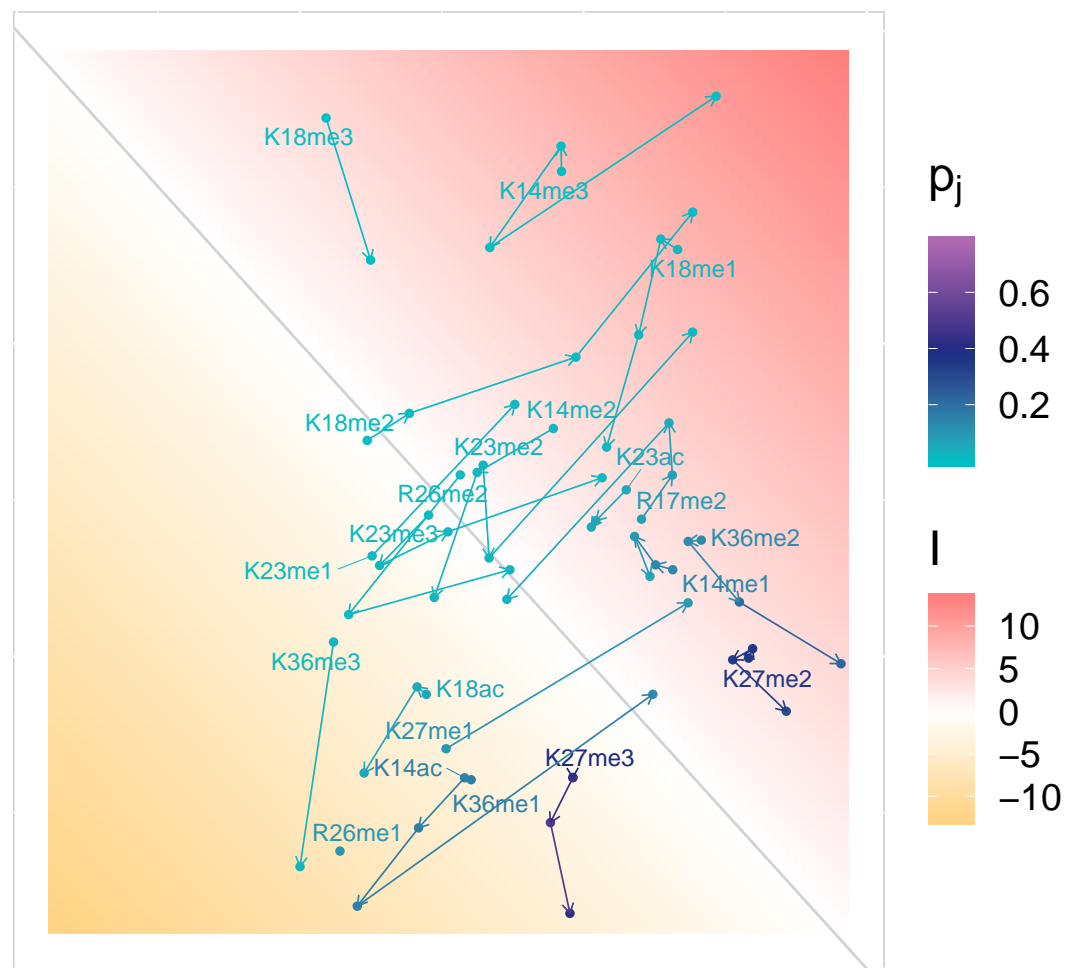 K18me3
K14me3
K18me1
K18me2
K14me2
K23me2
K23ac
R26me2
R17me2
K23me3
K36me2
K23me1
K14me1
K36me3
K27me2
K18ac
K27me1
K14ac
K27me3
K36me1
R26me1
pj
0.6
0.4
0.2
I
10
5
0
−5
−10